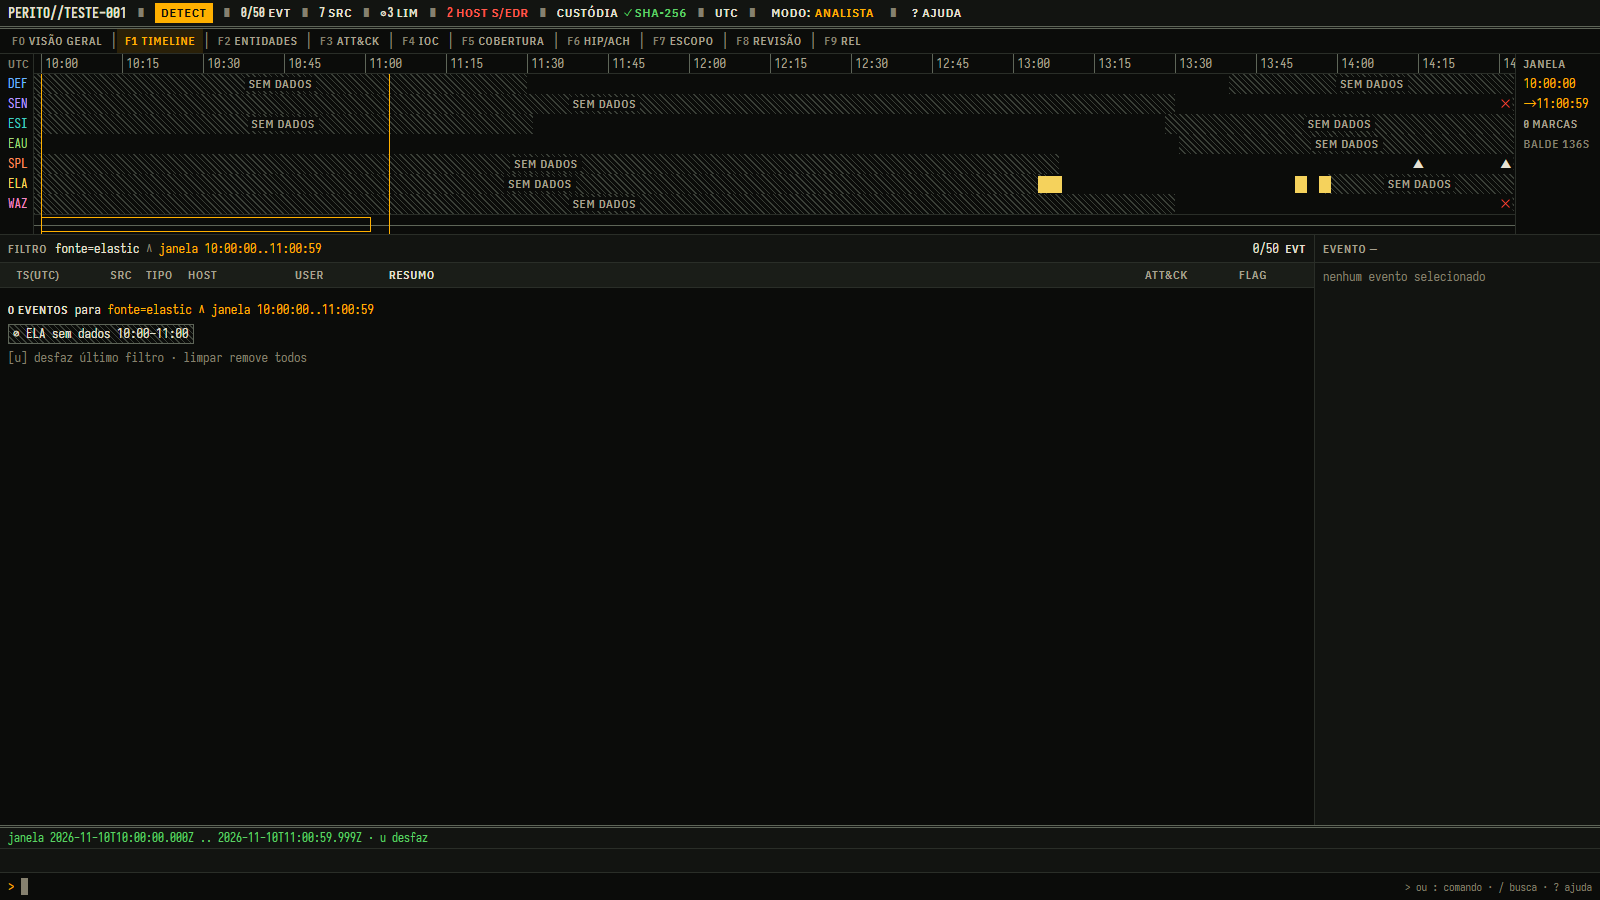 PERITO//TESTE-001 DETECT 0/50 EVT 7 SRC ⊘3 LIM 2 HOST S/EDR CUSTÓDIA ✓SHA-256 UTC MODO: ANALISTA ? AJUDA
F0 VISÃO GERAL F1 TIMELINE F2 ENTIDADES F3 ATT&CK F4 IOC F5 COBERTURA F6 HIP/ACH F7 ESCOPO F8 REVISÃO F9 REL
UTC 10:00 10:15 10:30 10:45 11:00 11:15 11:30 11:45 12:00 12:15 12:30 12:45 13:00 13:15 13:30 13:45 14:00 14:15 14 JANELA
DEF SEM DADOS SEM DADOS 10:00:00
SEN SEM DADOS →11:00:59
ESI SEM DADOS SEM DADOS 0 MARCAS
EAU SEM DADOS BALDE 136S
SPL SEM DADOS
ELA SEM DADOS SEM DADOS
WAZ SEM DADOS
FILTRO fonte=elastic ∧ janela 10:00:00..11:00:59 0/50 EVT EVENTO —
TS(UTC) SRC TIPO HOST USER RESUMO ATT&CK FLAG nenhum evento selecionado
0 EVENTOS para fonte=elastic ∧ janela 10:00:00..11:00:59
⊘ ELA sem dados 10:00–11:00
[u] desfaz último filtro · limpar remove todos
janela 2026-11-10T10:00:00.000Z .. 2026-11-10T11:00:59.999Z · u desfaz
> > ou : comando · / busca · ? ajuda